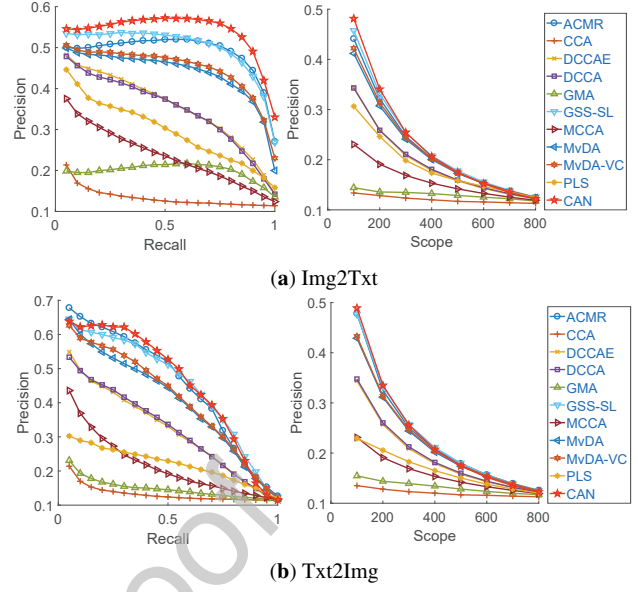 0.6
0.5
0.4
0.3
0.2
0.1
Precision
0 0.5 1
Recall
0.5
0.4
0.3
0.2
0.1
Precision
200 400 600 800
Scope
ACMR
CCA
DCCAE
DCCA
GMA
GSS-SL
MCCA
MvDA
MvDA-VC
PLS
CAN
(a) Img2Txt
0.7
0.6
0.5
0.4
0.3
0.2
0.1
Precision
0 0.5 1
Recall
0.5
0.4
0.3
0.2
0.1
Precision
200 400 600 800
Scope
ACMR
CCA
DCCAE
DCCA
GMA
GSS-SL
MCCA
MvDA
MvDA-VC
PLS
CAN
(b) Txt2Img